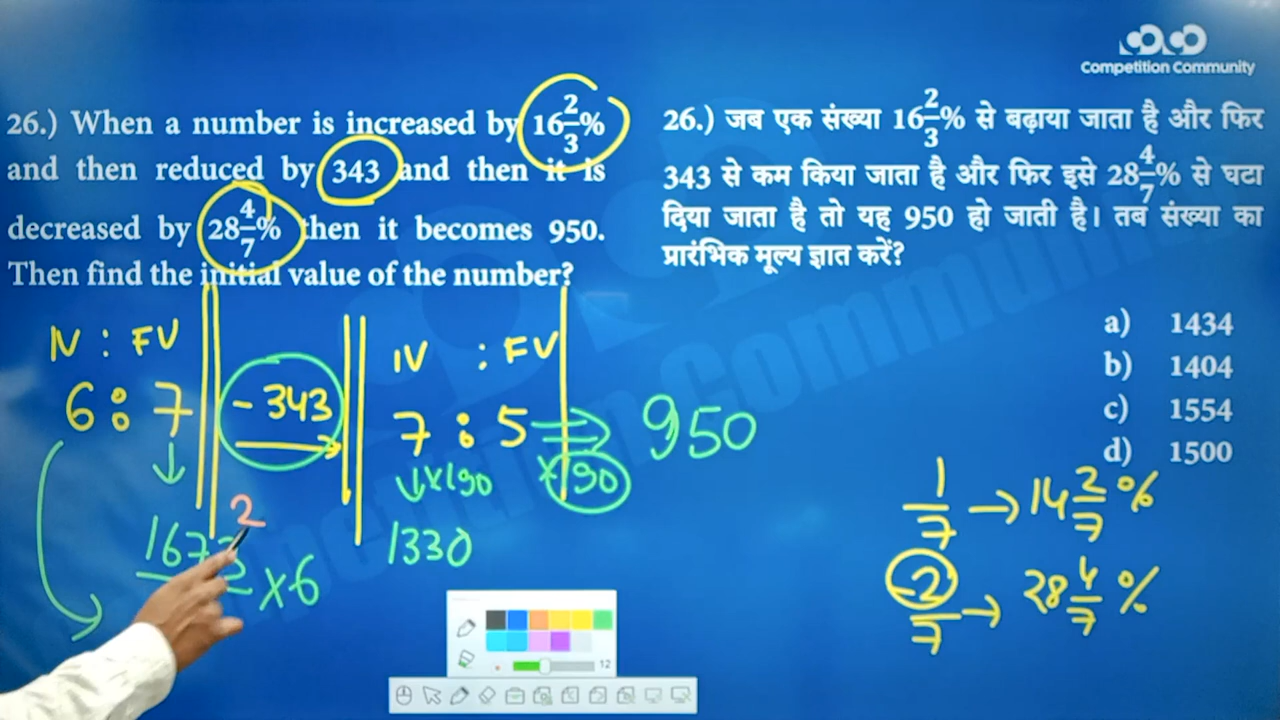 Competition Community
26.) When a number is increased by 16 2/3%
and then reduced by 343 and then it is
decreased by 28 4/7% then it becomes 950.
Then find the initial value of the number?
26.) जब एक संख्या 16 2/3% से बढ़ाया जाता है और फिर
343 से कम किया जाता है और फिर इसे 28 4/7% से घटा
दिया जाता है तो यह 950 हो जाती है। तब संख्या का
प्रारंभिक मूल्य ज्ञात करें?
a) 1434
b) 1404
c) 1554
d) 1500
IV : FV
6 : 7
- 343
IV : FV
7 : 5 ⇒ 950
×190
×190
1330
2
×6
1/7 → 14 2/7 %
-2/7 → 28 4/7 %
12